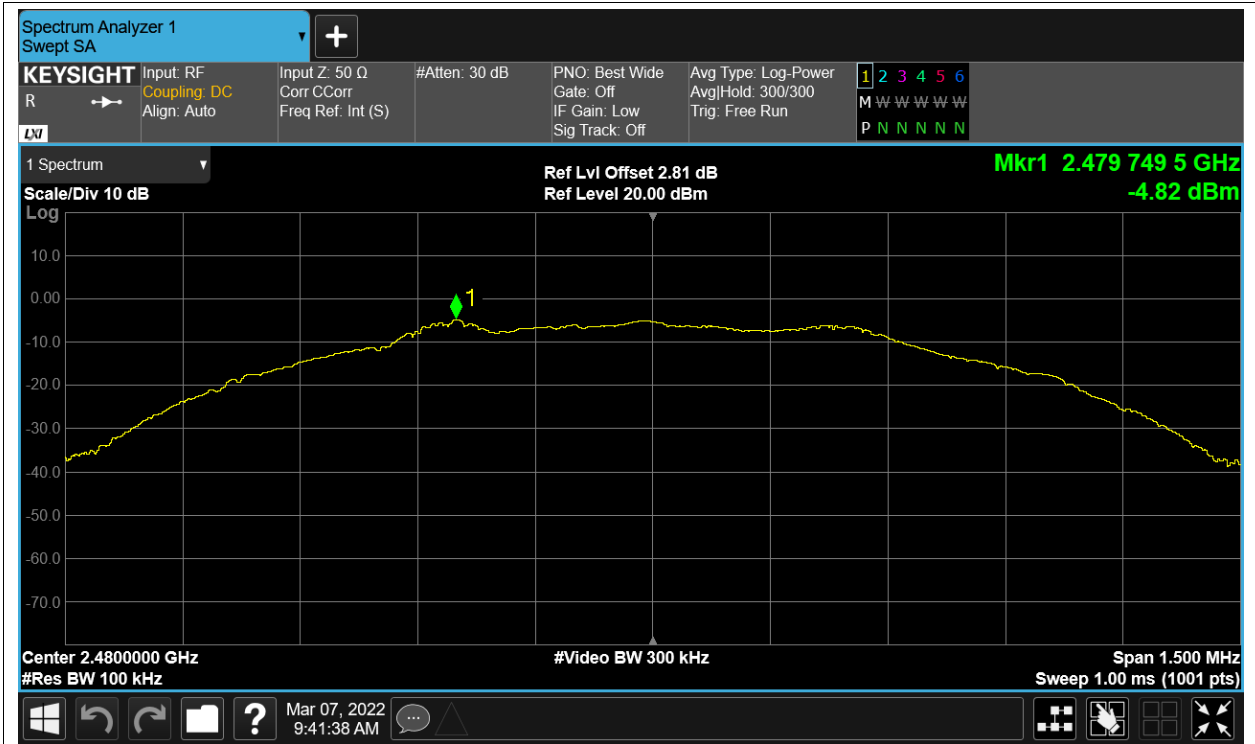 Spectrum Analyzer 1
Swept SA
+
KEYSIGHT
R
LXI
Input: RF
Coupling: DC
Align: Auto
Input Z: 50 Ω
Corr CCorr
Freq Ref: Int (S)
#Atten: 30 dB
PNO: Best Wide
Gate: Off
IF Gain: Low
Sig Track: Off
Avg Type: Log-Power
Avg|Hold: 300/300
Trig: Free Run
1 2 3 4 5 6
M W W W W W
P N N N N N
1 Spectrum
Scale/Div 10 dB
Log
Ref Lvl Offset 2.81 dB
Ref Level 20.00 dBm
Mkr1 2.479 749 5 GHz
-4.82 dBm
10.0
0.00
-10.0
-20.0
-30.0
-40.0
-50.0
-60.0
-70.0
1
Center 2.4800000 GHz
#Res BW 100 kHz
#Video BW 300 kHz
Span 1.500 MHz
Sweep 1.00 ms (1001 pts)
?
Mar 07, 2022
9:41:38 AM